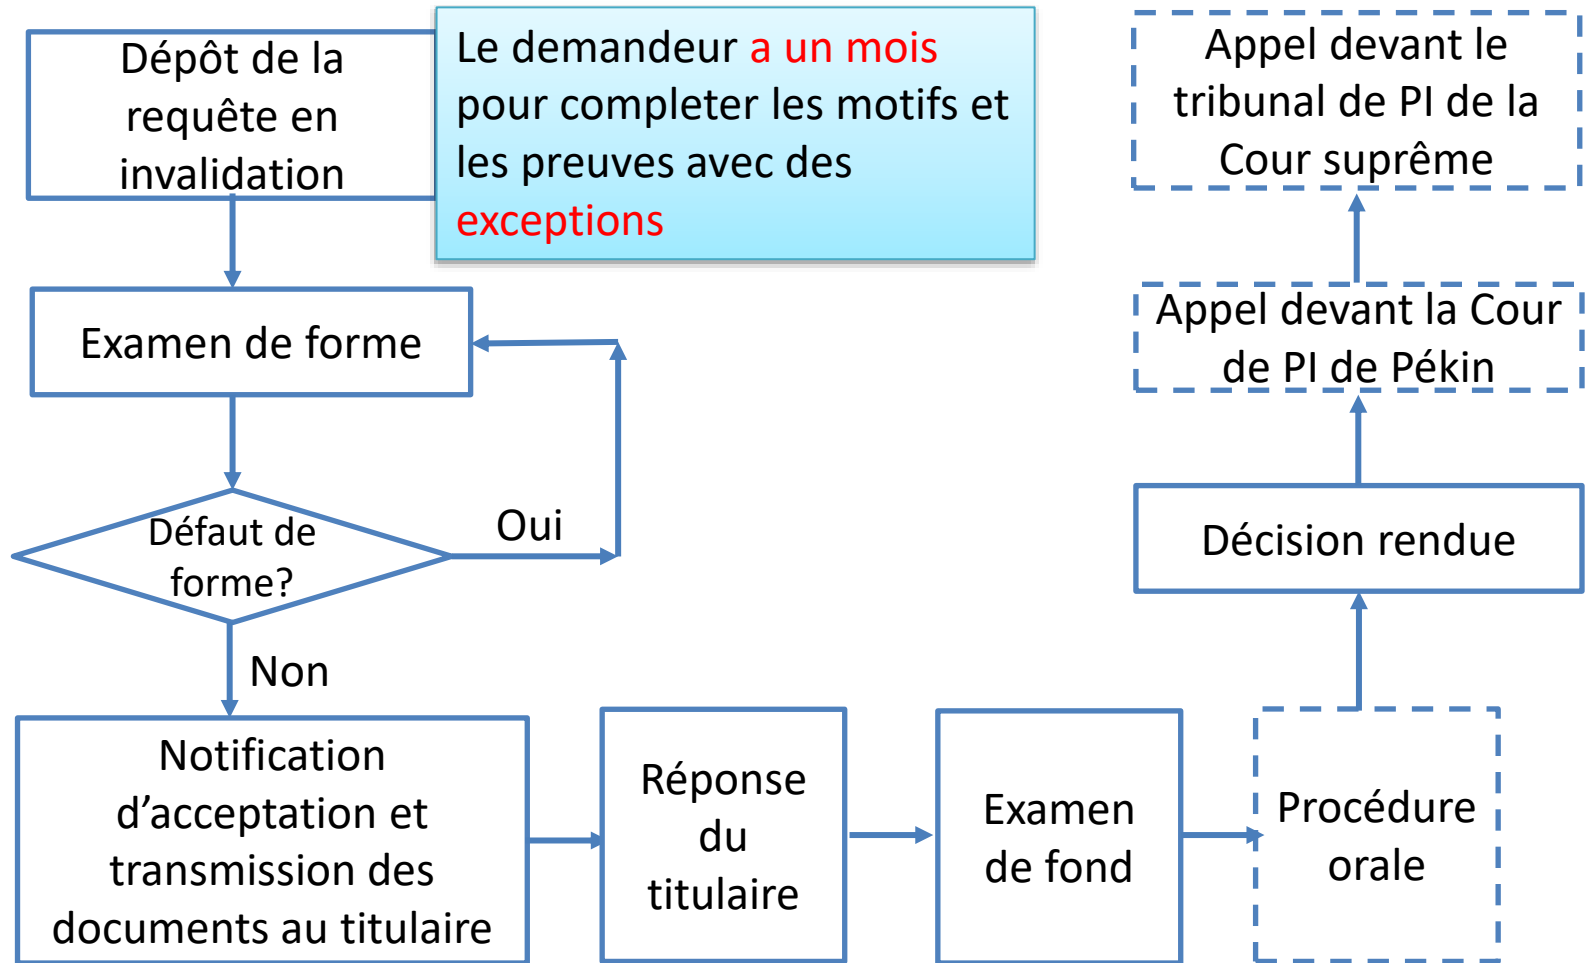 Dépôt de la
requête en
invalidation
Le demandeur a un mois
pour completer les motifs et
les preuves avec des
exceptions
Examen de forme
Défaut de
forme?
Oui
Non
Notification
d’acceptation et
transmission des
documents au titulaire
Réponse
du
titulaire
Examen
de fond
Procédure
orale
Décision rendue
Appel devant la Cour
de PI de Pékin
Appel devant le
tribunal de PI de la
Cour suprême